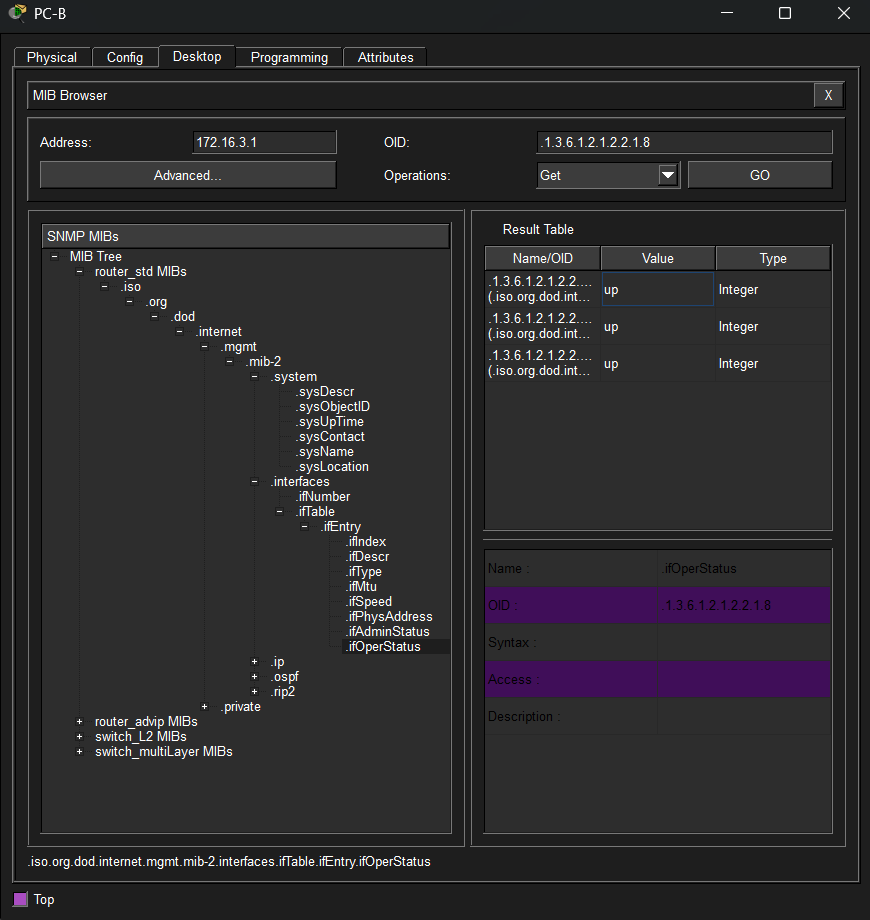 PC-B
Physical Config Desktop Programming Attributes
MIB Browser X
Address: 172.16.3.1 OID: .1.3.6.1.2.1.2.2.1.8
Advanced... Operations: Get GO
SNMP MIBs
MIB Tree
router_std MIBs
.iso
.org
.dod
.internet
.mgmt
.mib-2
.system
.sysDescr
.sysObjectID
.sysUpTime
.sysContact
.sysName
.sysLocation
.interfaces
.ifNumber
.ifTable
.ifEntry
.ifIndex
.ifDescr
.ifType
.ifMtu
.ifSpeed
.ifPhysAddress
.ifAdminStatus
.ifOperStatus
.ip
.ospf
.rip2
.private
router_advip MIBs
switch_L2 MIBs
switch_multiLayer MIBs
Result Table
Name/OID Value Type
.1.3.6.1.2.1.2.2....
(.iso.org.dod.int... up Integer
.1.3.6.1.2.1.2.2....
(.iso.org.dod.int... up Integer
.1.3.6.1.2.1.2.2....
(.iso.org.dod.int... up Integer
Name : .ifOperStatus
OID : .1.3.6.1.2.1.2.2.1.8
Syntax :
Access :
Description :
.iso.org.dod.internet.mgmt.mib-2.interfaces.ifTable.ifEntry.ifOperStatus
Top